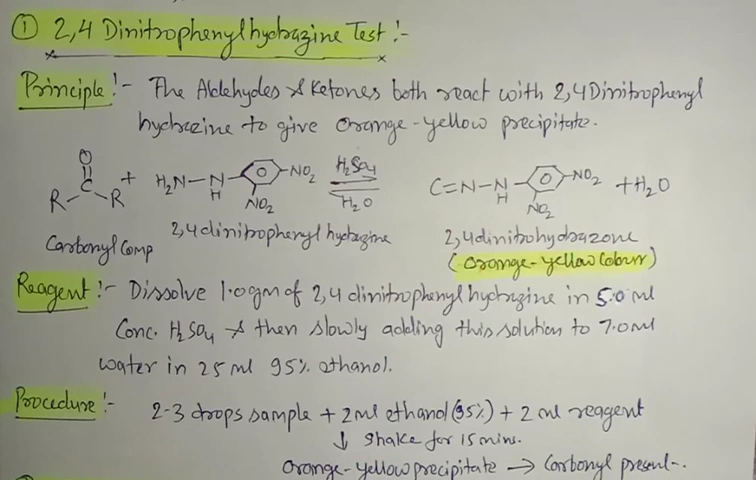 ① 2,4 Dinitrophenylhydrazine Test :-
Principle :- The Aldehydes & Ketones both react with 2,4 Dinitrophenyl
hydrazine to give Orange-yellow precipitate.
O
R-C-R + H₂N-N-H -NO₂ NO₂ H₂SO₄ ⇌ H₂O C=N-N-H -NO₂ NO₂ + H₂O
Carbonyl Comp 2,4 dinitrophenyl hydrazine 2,4 dinitrohydrazone
(Orange-yellow Colour)
Reagent :- Dissolve 1.0gm of 2,4 dinitrophenyl hydrazine in 5.0 ml
Conc. H₂SO₄ & then slowly adding this solution to 7.0 ml
water in 25 ml 95% ethanol.
Procedure :- 2-3 drops sample + 2ml ethanol (95%) + 2 ml reagent
↓ shake for 15 mins.
Orange-yellow precipitate → Carbonyl present.